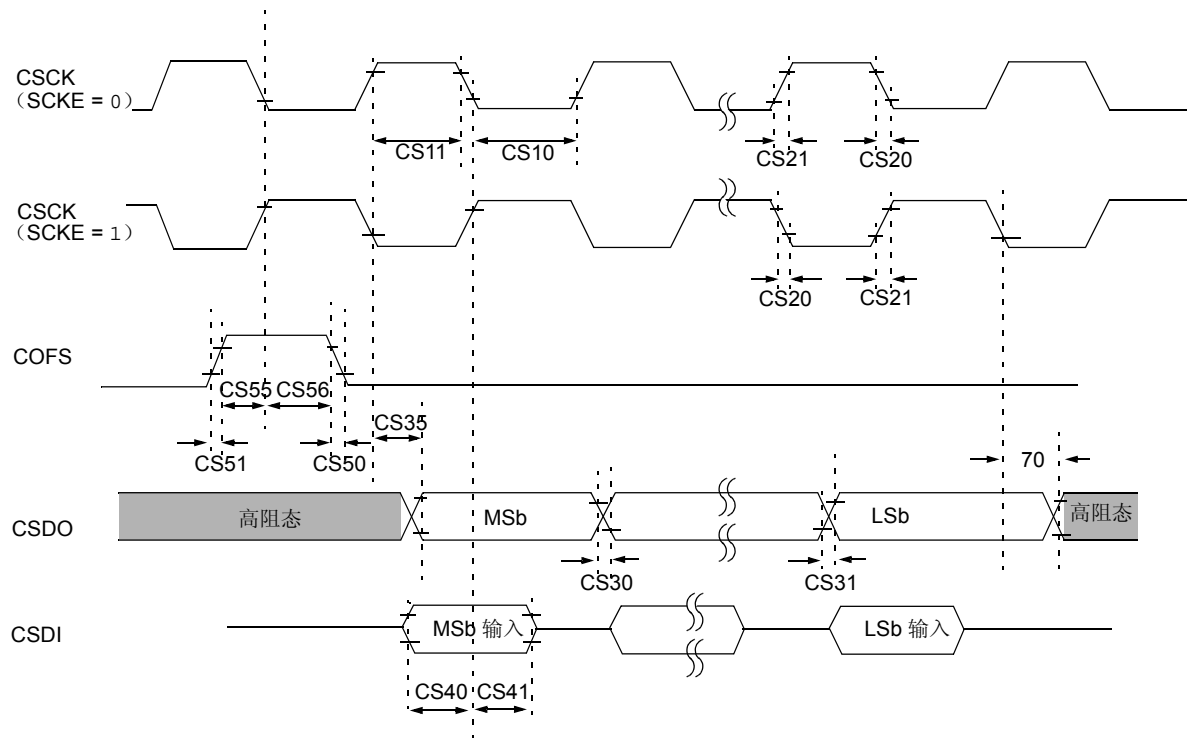 CSCK
（SCKE = 0）
CS11
CS10
CS21
CS20
CSCK
（SCKE = 1）
CS20
CS21
COFS
CS55
CS56
CS35
CS51
CS50
70
CSDO
高阻态
MSb
LSb
高阻态
CS30
CS31
CSDI
MSb 输入
LSb 输入
CS40
CS41